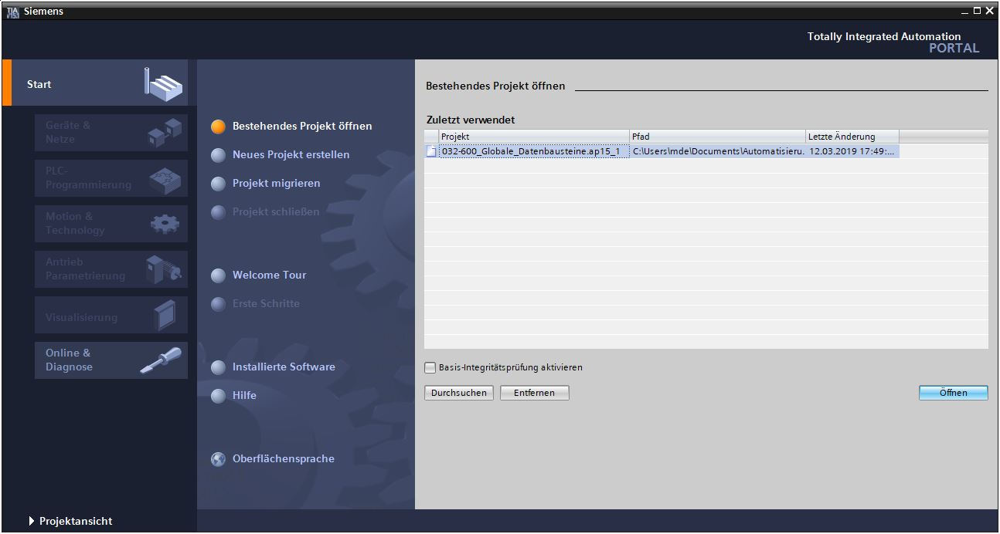 TIA
V15.1
Siemens
Totally Integrated Automation
PORTAL
Start
Geräte &
Netze
PLC-
Programmierung
Motion &
Technology
Antrieb
Parametrierung
Visualisierung
Online &
Diagnose
Projektansicht
Bestehendes Projekt öffnen
Neues Projekt erstellen
Projekt migrieren
Projekt schließen
Welcome Tour
Erste Schritte
Installierte Software
Hilfe
Oberflächensprache
Bestehendes Projekt öffnen
Zuletzt verwendet
Projekt Pfad Letzte Änderung
032-600_Globale_Datenbausteine.ap15_1 C:\Users\mde\Documents\Automatisieru. 12.03.2019 17:49:...
Basis-Integritätsprüfung aktivieren
Durchsuchen Entfernen Öffnen